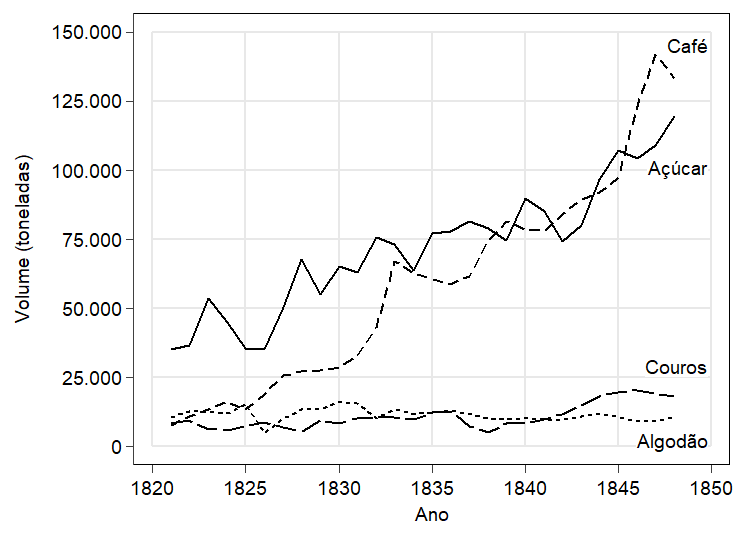 150.000
125.000
100.000
75.000
50.000
25.000
0
Volume (toneladas)
Café
Açúcar
Couros
Algodão
1820 1825 1830 1835 1840 1845 1850
Ano